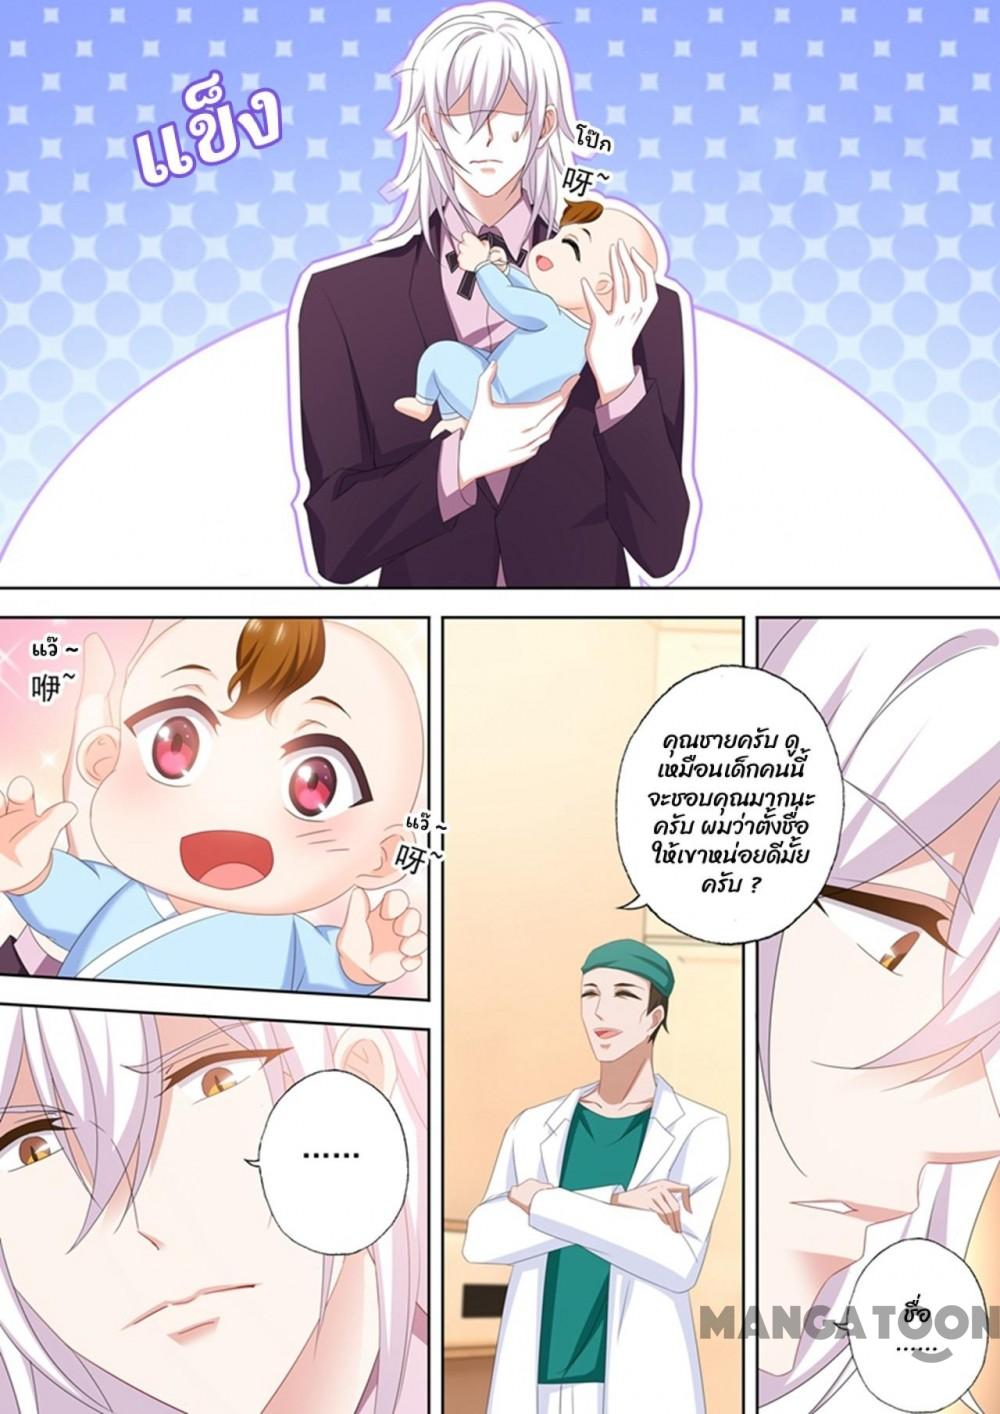 แข็ง
โป๊ก
呀~
แว๊ ~
咿~
แว๊ ~
呀~
คุณชายครับ ดู
เหมือนเด็กคนนี้
จะชอบคุณมากนะ
ครับ ผมว่าตั้งชื่อ
ให้เขาหน่อยดีมั้ย
ครับ ?
......
ชื่อ
......
MANGATOON